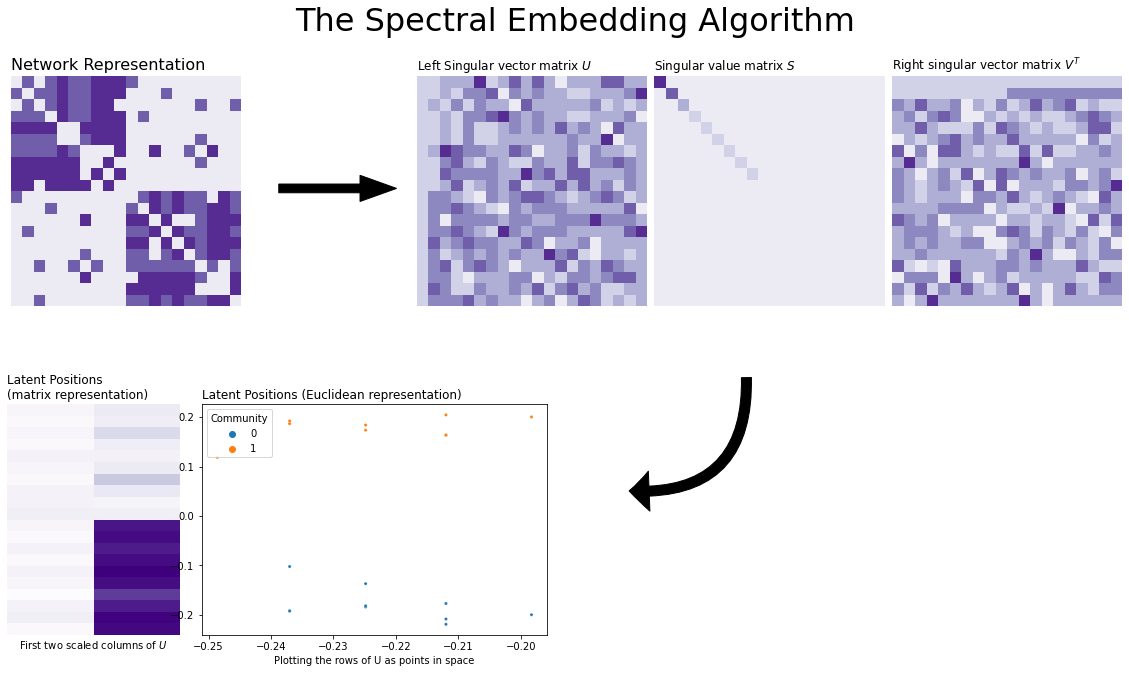 The Spectral Embedding Algorithm
Network Representation
Left Singular vector matrix U
Singular value matrix S
Right singular vector matrix V^T
Latent Positions
(matrix representation)
First two scaled columns of U
Latent Positions (Euclidean representation)
Community
0
1
0.2
0.1
0.0
−0.1
−0.2
−0.25
−0.24
−0.23
−0.22
−0.21
−0.20
Plotting the rows of U as points in space